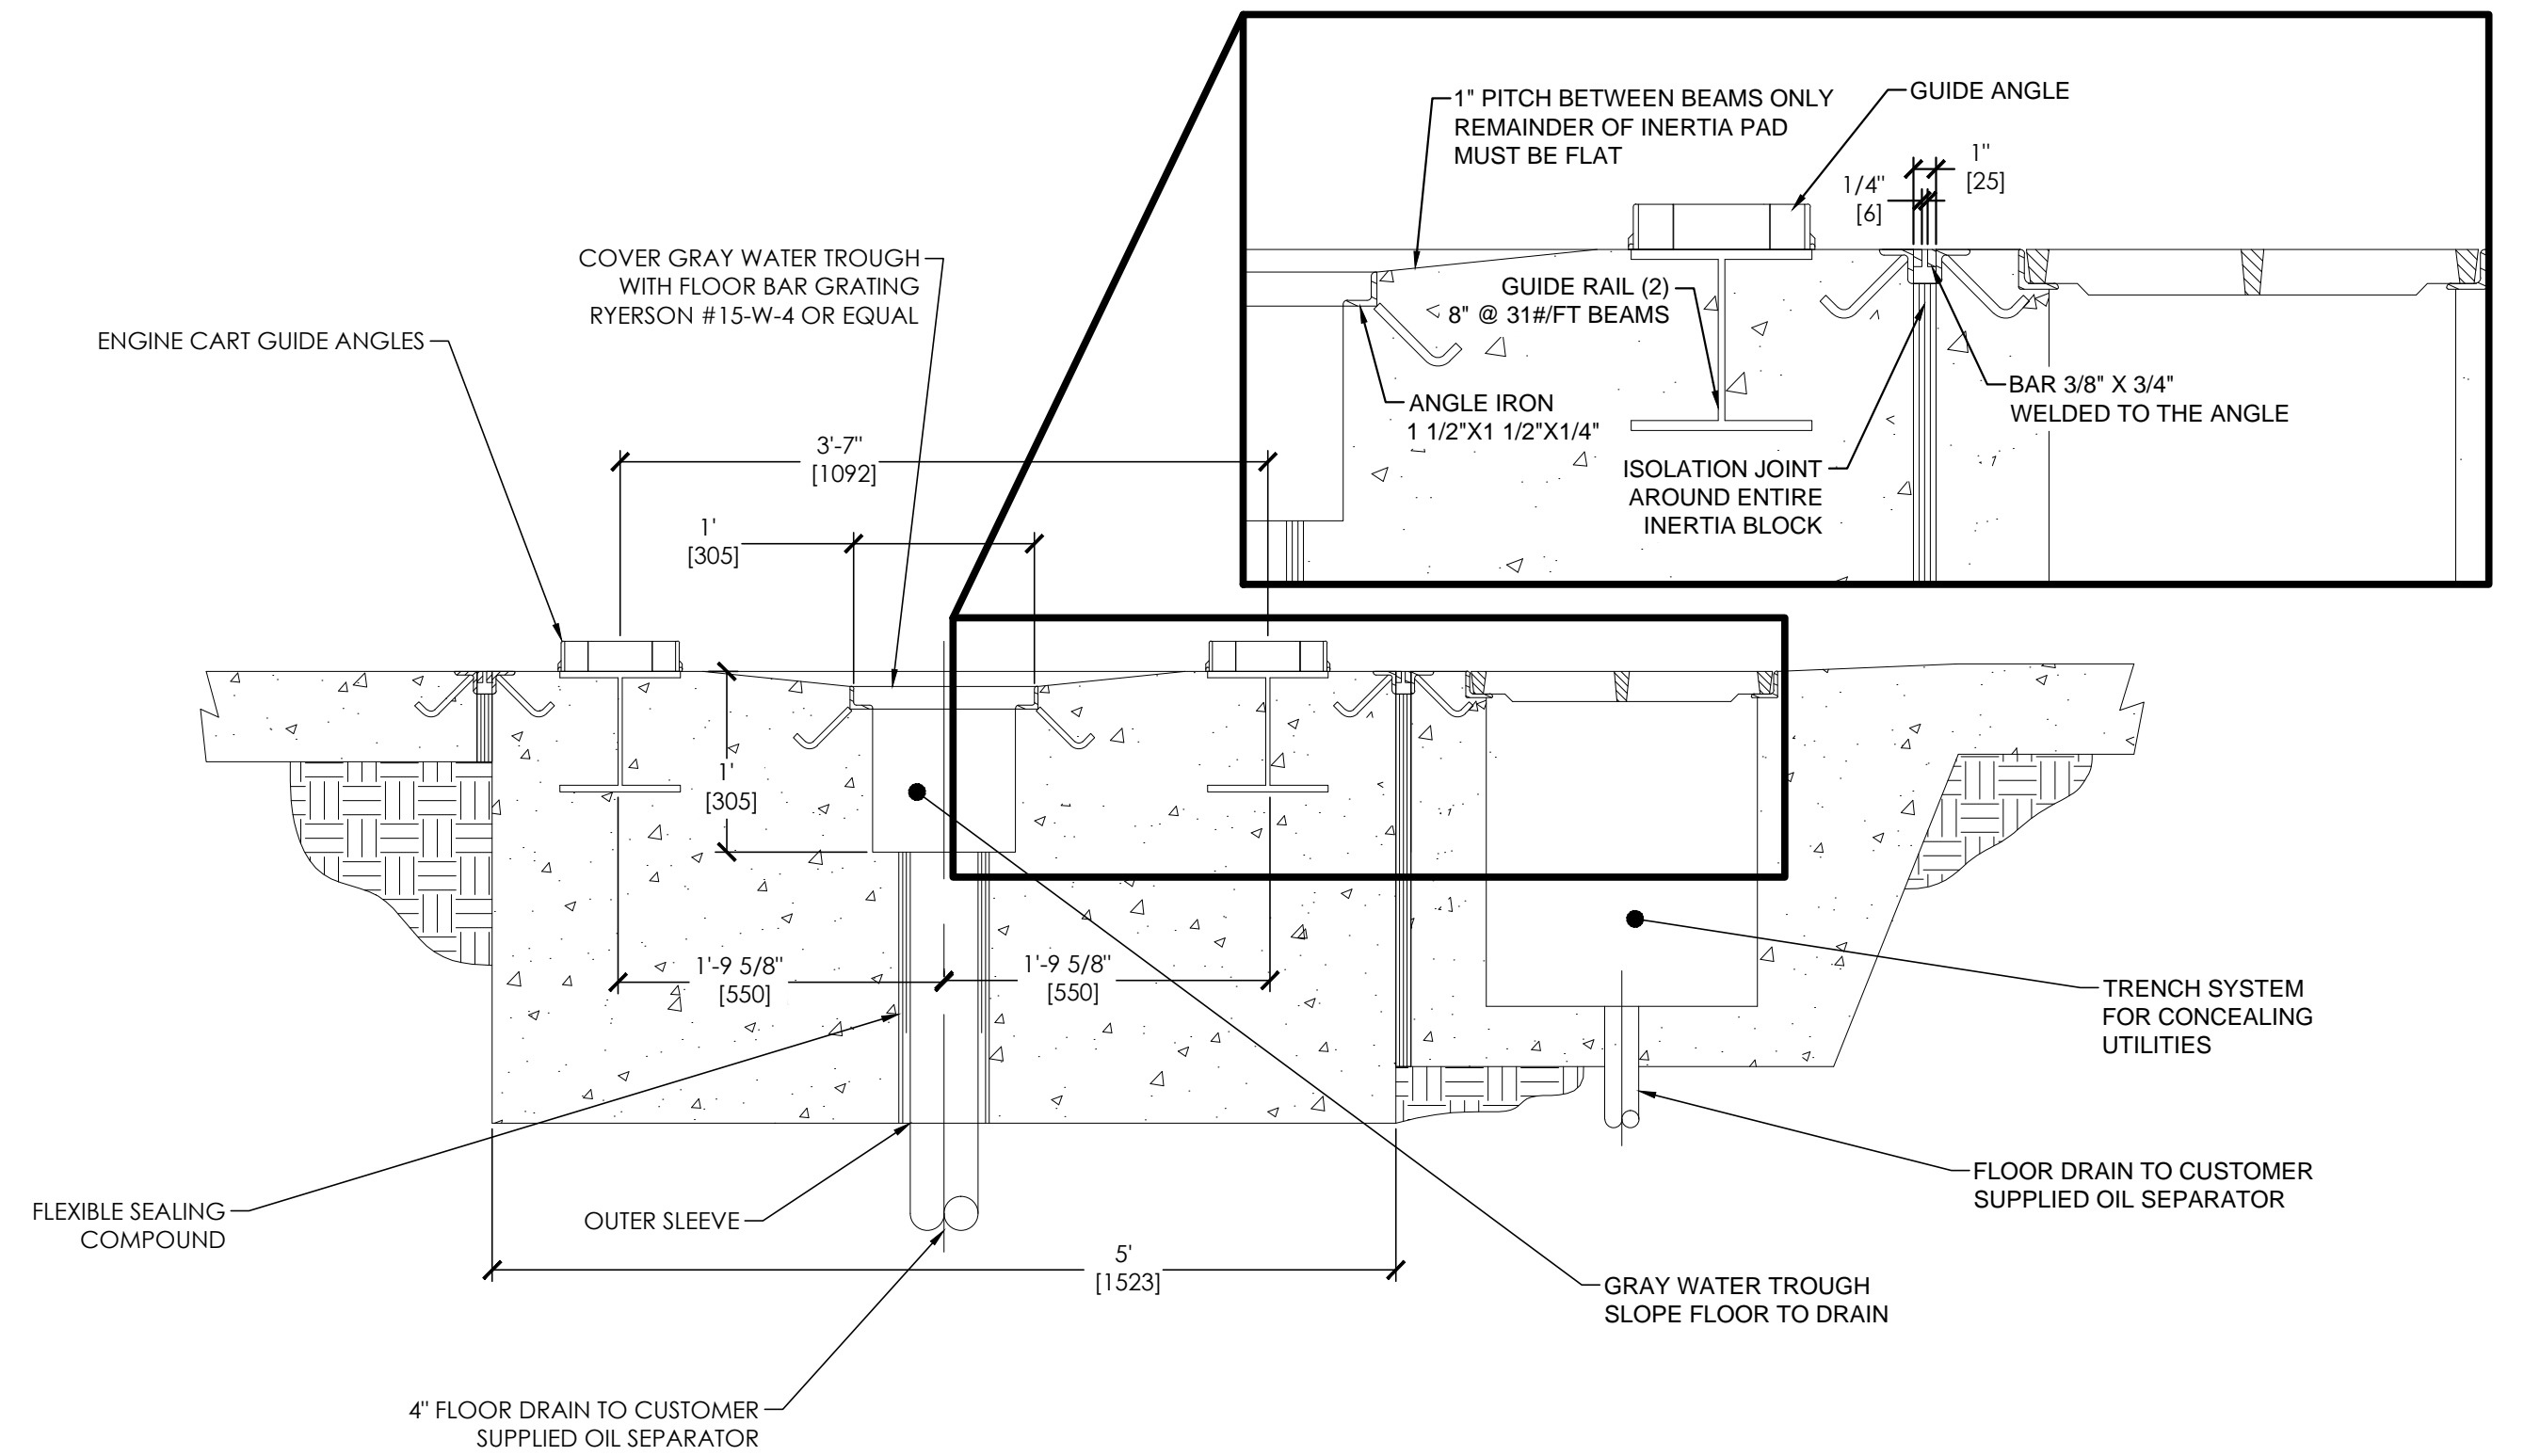 1" PITCH BETWEEN BEAMS ONLY
REMAINDER OF INERTIA PAD
MUST BE FLAT
GUIDE ANGLE
1"
[25]
1/4"
[6]
GUIDE RAIL (2)
8" @ 31#/FT BEAMS
ANGLE IRON
1 1/2"X1 1/2"X1/4"
BAR 3/8" X 3/4"
WELDED TO THE ANGLE
ISOLATION JOINT
AROUND ENTIRE
INERTIA BLOCK
COVER GRAY WATER TROUGH
WITH FLOOR BAR GRATING
RYERSON #15-W-4 OR EQUAL
ENGINE CART GUIDE ANGLES
3'-7"
[1092]
1'
[305]
1'
[305]
1'-9 5/8"
[550]
1'-9 5/8"
[550]
TRENCH SYSTEM
FOR CONCEALING
UTILITIES
FLOOR DRAIN TO CUSTOMER
SUPPLIED OIL SEPARATOR
FLEXIBLE SEALING
COMPOUND
OUTER SLEEVE
5'
[1523]
GRAY WATER TROUGH
SLOPE FLOOR TO DRAIN
4" FLOOR DRAIN TO CUSTOMER
SUPPLIED OIL SEPARATOR